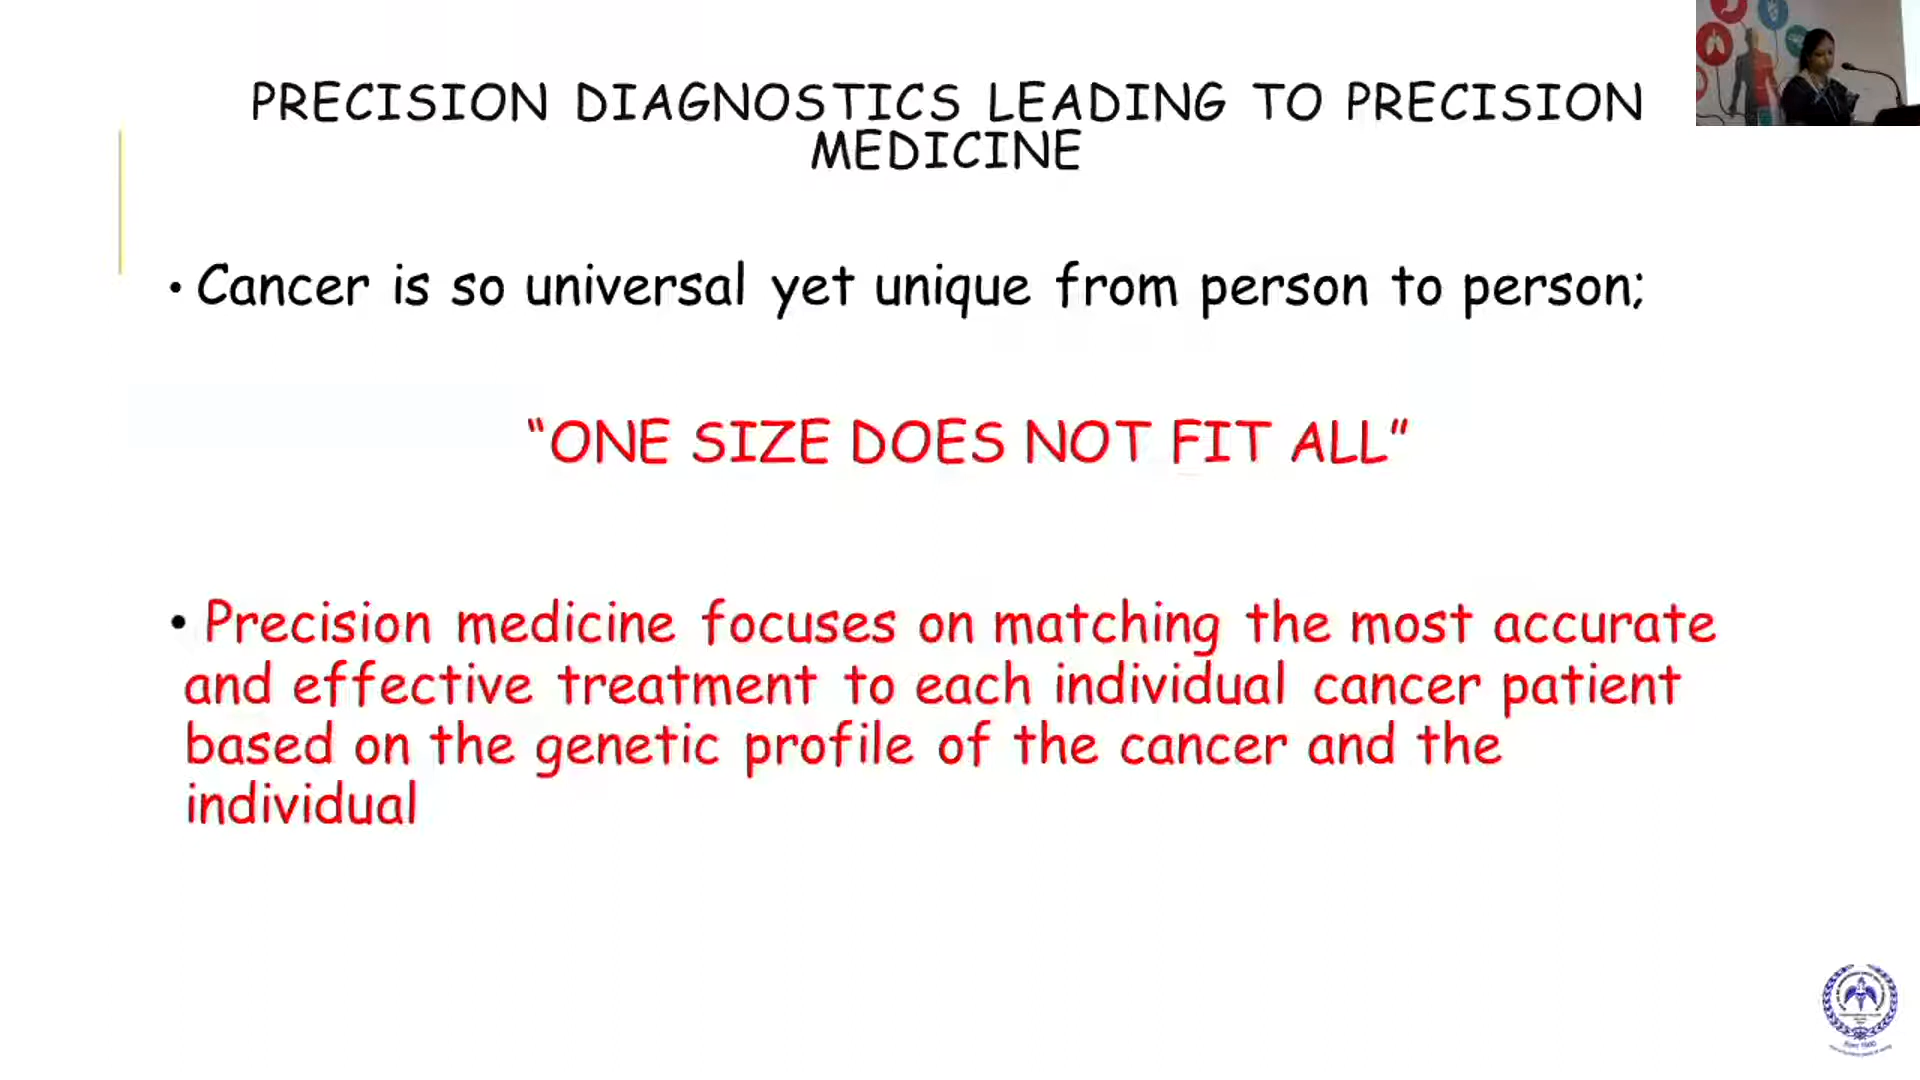 PRECISION DIAGNOSTICS LEADING TO PRECISION
MEDICINE
• Cancer is so universal yet unique from person to person;
“ONE SIZE DOES NOT FIT ALL”
• Precision medicine focuses on matching the most accurate
and effective treatment to each individual cancer patient
based on the genetic profile of the cancer and the
individual